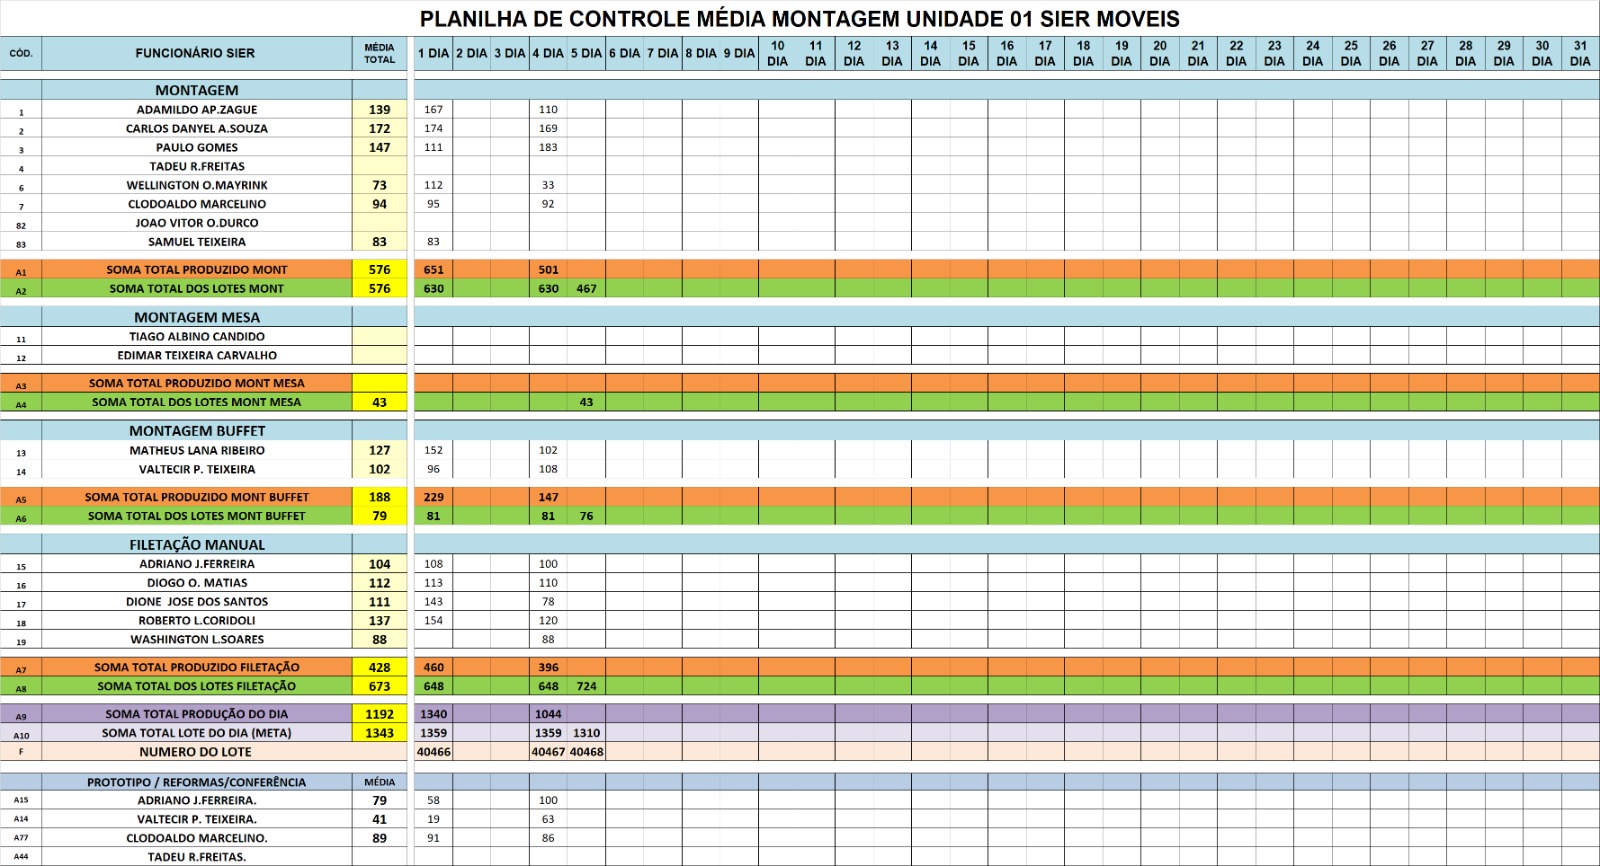 PLANILHA DE CONTROLE MÉDIA MONTAGEM UNIDADE 01 SIER MOVEIS
CÓD. FUNCIONÁRIO SIER MÉDIA TOTAL 1 DIA 2 DIA 3 DIA 4 DIA 5 DIA 6 DIA 7 DIA 8 DIA 9 DIA 10 DIA 11 DIA 12 DIA 13 DIA 14 DIA 15 DIA 16 DIA 17 DIA 18 DIA 19 DIA 20 DIA 21 DIA 22 DIA 23 DIA 24 DIA 25 DIA 26 DIA 27 DIA 28 DIA 29 DIA 30 DIA 31 DIA
MONTAGEM
1 ADAMILDO AP.ZAGUE 139 167 110
2 CARLOS DANYEL A.SOUZA 172 174 169
3 PAULO GOMES 147 111 183
4 TADEU R.FREITAS
6 WELLINGTON O.MAYRINK 73 112 33
7 CLODOALDO MARCELINO 94 95 92
82 JOAO VITOR O.DURCO
83 SAMUEL TEIXEIRA 83 83
A1 SOMA TOTAL PRODUZIDO MONT 576 651 501
A2 SOMA TOTAL DOS LOTES MONT 576 630 630 467
MONTAGEM MESA
11 TIAGO ALBINO CANDIDO
12 EDIMAR TEIXEIRA CARVALHO
A3 SOMA TOTAL PRODUZIDO MONT MESA
A4 SOMA TOTAL DOS LOTES MONT MESA 43 43
MONTAGEM BUFFET
13 MATHEUS LANA RIBEIRO 127 152 102
14 VALTECIR P. TEIXEIRA 102 96 108
A5 SOMA TOTAL PRODUZIDO MONT BUFFET 188 229 147
A6 SOMA TOTAL DOS LOTES MONT BUFFET 79 81 81 76
FILETAÇÃO MANUAL
15 ADRIANO J.FERREIRA 104 108 100
16 DIOGO O. MATIAS 112 113 110
17 DIONE JOSE DOS SANTOS 111 143 78
18 ROBERTO L.CORIDOLI 137 154 120
19 WASHINGTON L.SOARES 88 88
A7 SOMA TOTAL PRODUZIDO FILETAÇÃO 428 460 396
A8 SOMA TOTAL DOS LOTES FILETAÇÃO 673 648 648 724
A9 SOMA TOTAL PRODUÇÃO DO DIA 1192 1340 1044
A10 SOMA TOTAL LOTE DO DIA (META) 1343 1359 1359 1310
F NUMERO DO LOTE 40466 40467 40468
PROTOTIPO / REFORMAS/CONFERÊNCIA MÉDIA
A15 ADRIANO J.FERREIRA. 79 58 100
A14 VALTECIR P. TEIXEIRA. 41 19 63
A77 CLODOALDO MARCELINO. 89 91 86
A44 TADEU R.FREITAS.